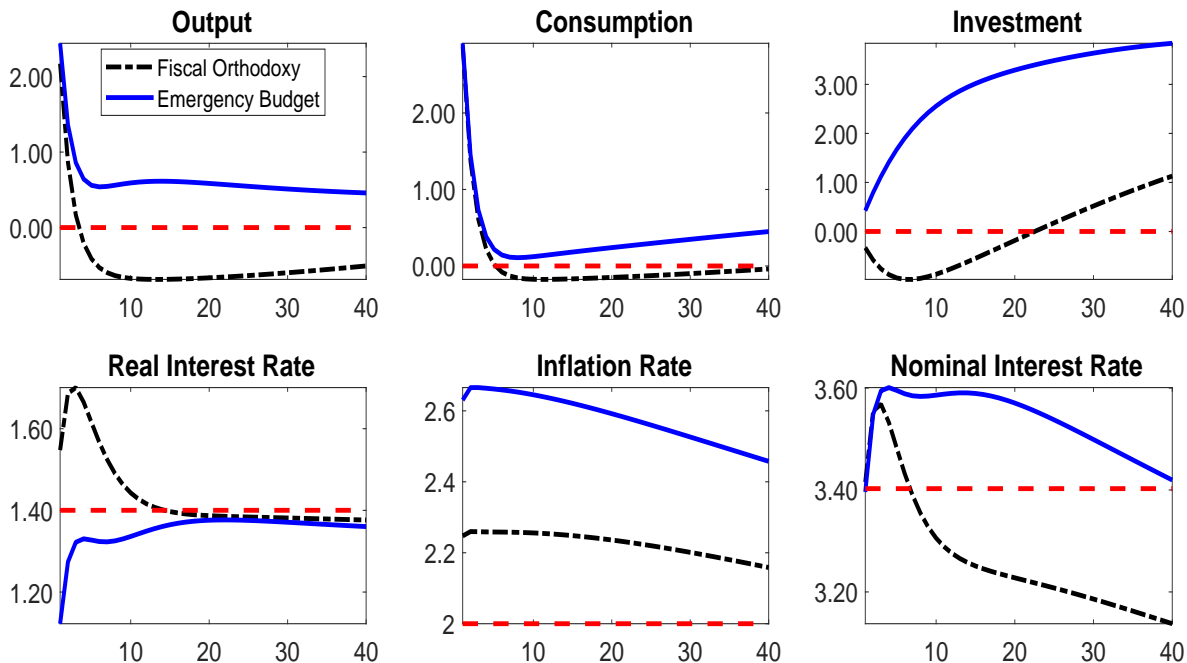 Output
2.00
1.00
0.00
10 20 30 40
Fiscal Orthodoxy
Emergency Budget
Consumption
2.00
1.00
0.00
10 20 30 40
Investment
3.00
2.00
1.00
0.00
10 20 30 40
Real Interest Rate
1.60
1.40
1.20
10 20 30 40
Inflation Rate
2.6
2.4
2.2
2
10 20 30 40
Nominal Interest Rate
3.60
3.40
3.20
10 20 30 40